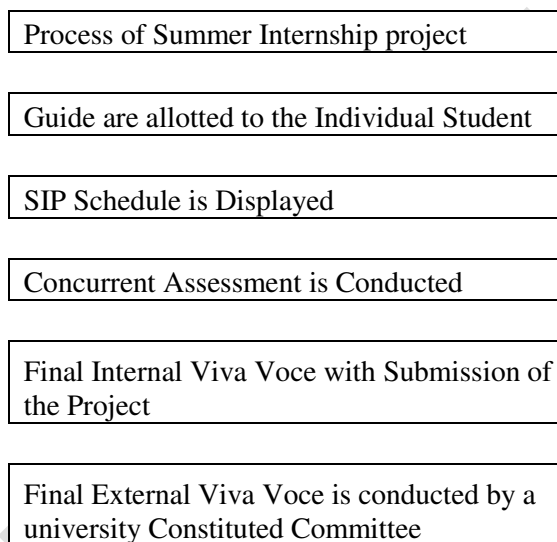 Process of Summer Internship project
Guide are allotted to the Individual Student
SIP Schedule is Displayed
Concurrent Assessment is Conducted
Final Internal Viva Voce with Submission of
the Project
Final External Viva Voce is conducted by a
university Constituted Committee